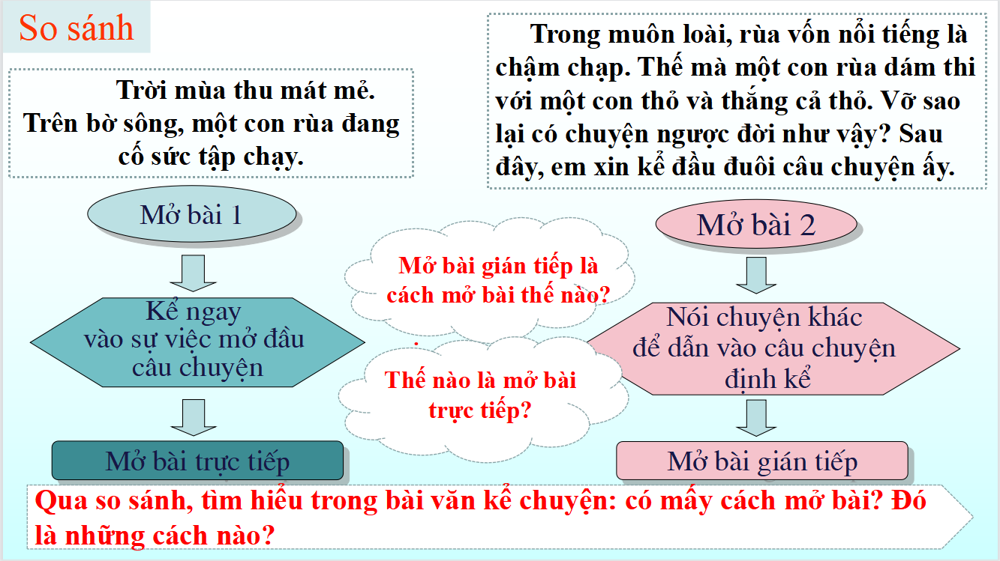 So sánh
Trời mùa thu mát mẻ.
Trên bờ sông, một con rùa đang
cố sức tập chạy.
Trong muôn loài, rùa vốn nổi tiếng là
chậm chạp. Thế mà một con rùa dám thi
với một con thỏ và thắng cả thỏ. Vỡ sao
lại có chuyện ngược đời như vậy? Sau
đây, em xin kể đầu đuôi câu chuyện ấy.
Mở bài 1
Mở bài 2
Mở bài gián tiếp là
cách mở bài thế nào?
.
Kể ngay
vào sự việc mở đầu
câu chuyện
Nói chuyện khác
để dẫn vào câu chuyện
định kể
Thế nào là mở bài
trực tiếp?
Mở bài trực tiếp
Mở bài gián tiếp
Qua so sánh, tìm hiểu trong bài văn kể chuyện: có mấy cách mở bài? Đó
là những cách nào?